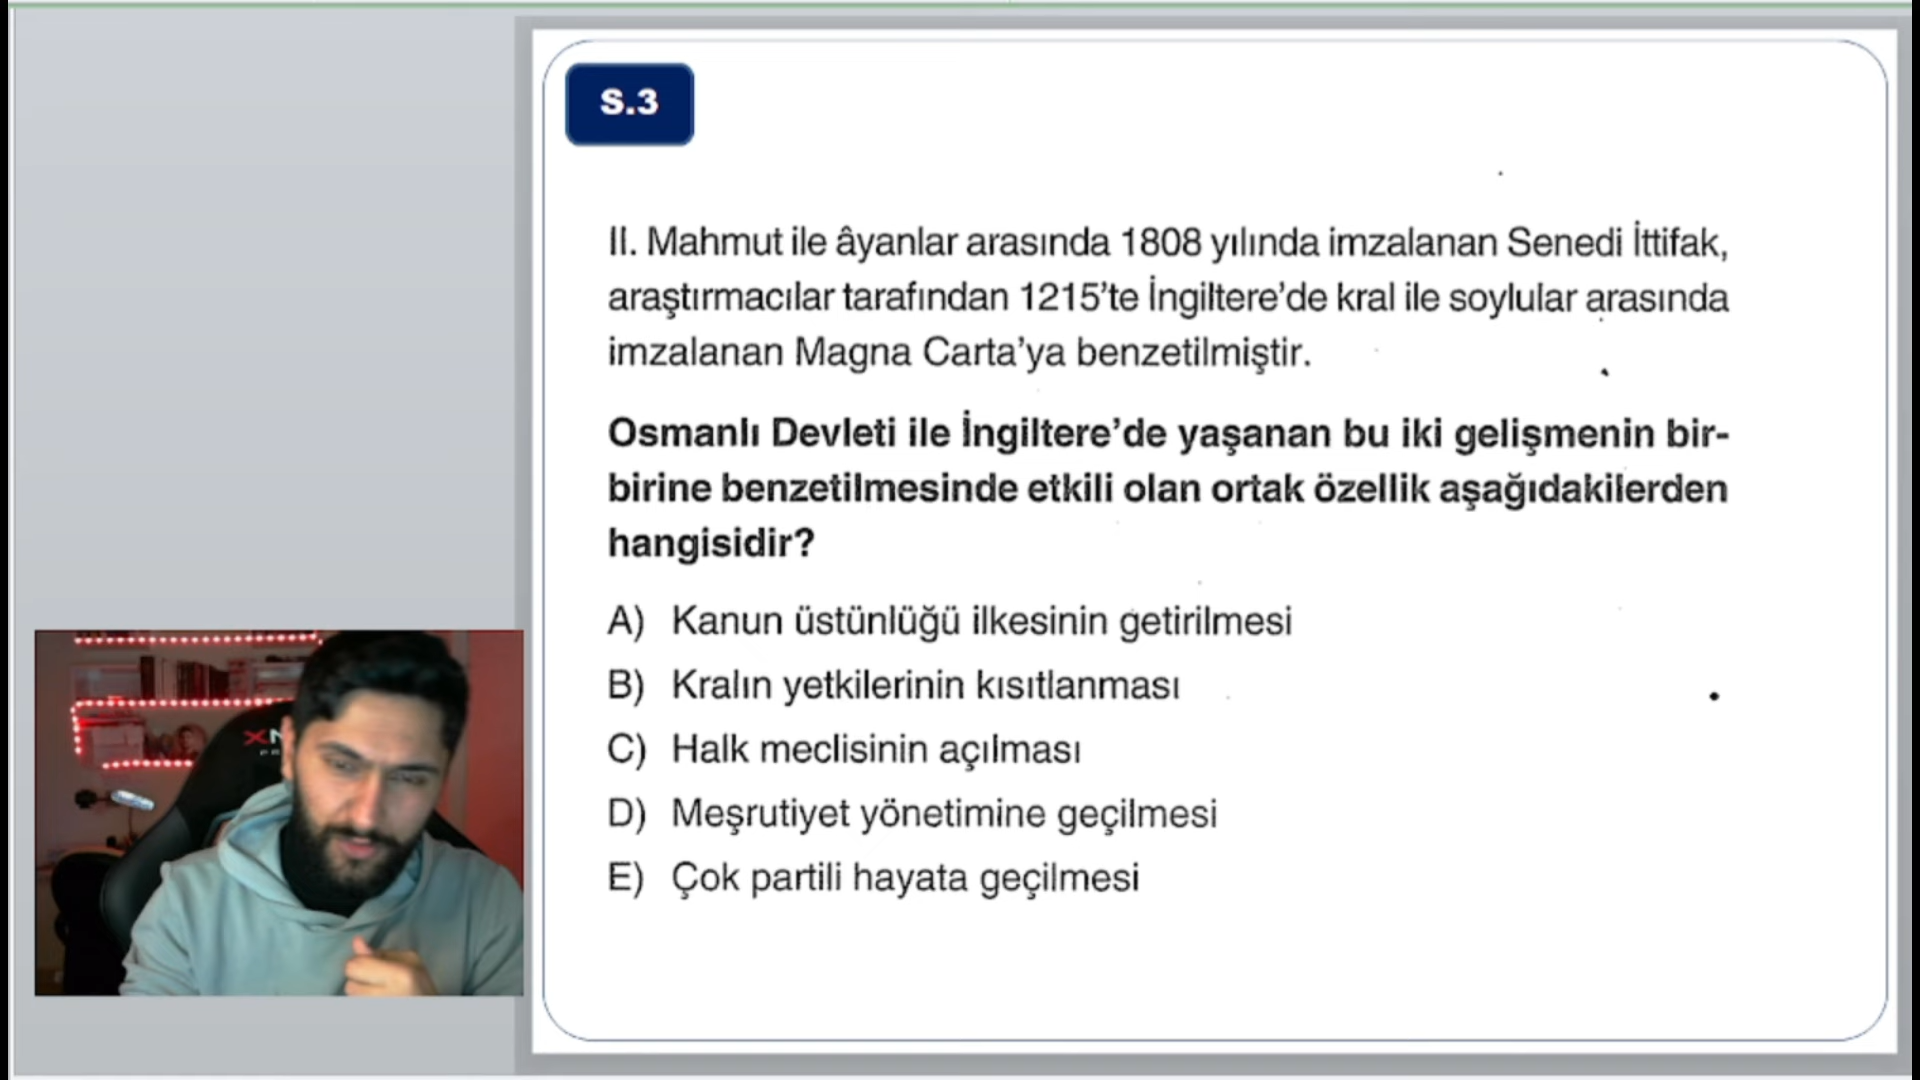 S.3
II. Mahmut ile âyanlar arasında 1808 yılında imzalanan Senedi İttifak,
araştırmacılar tarafından 1215’te İngiltere’de kral ile soylular arasında
imzalanan Magna Carta’ya benzetilmiştir.
Osmanlı Devleti ile İngiltere’de yaşanan bu iki gelişmenin bir-
birine benzetilmesinde etkili olan ortak özellik aşağıdakilerden
hangisidir?
A) Kanun üstünlüğü ilkesinin getirilmesi
B) Kralın yetkilerinin kısıtlanması
C) Halk meclisinin açılması
D) Meşrutiyet yönetimine geçilmesi
E) Çok partili hayata geçilmesi